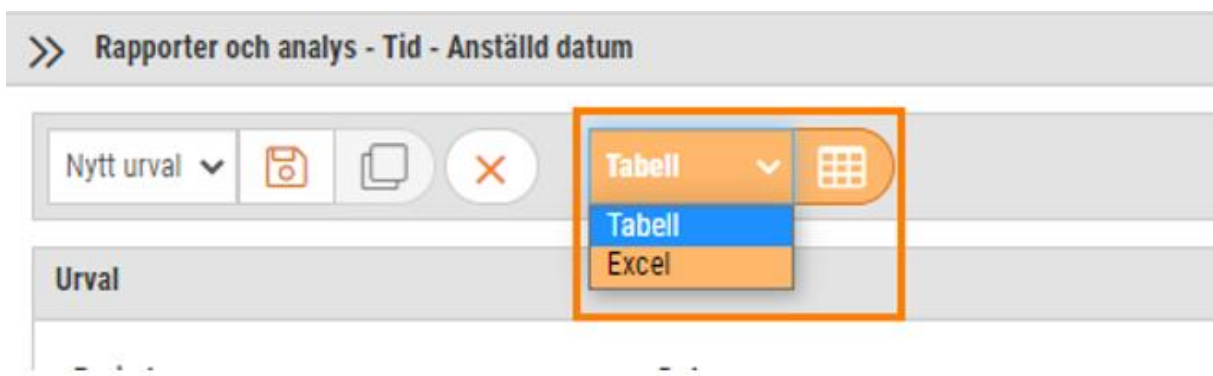 Rapporter och analys - Tid - Anställd datum
Nytt urval
Tabell
Tabell
Excel
Urval